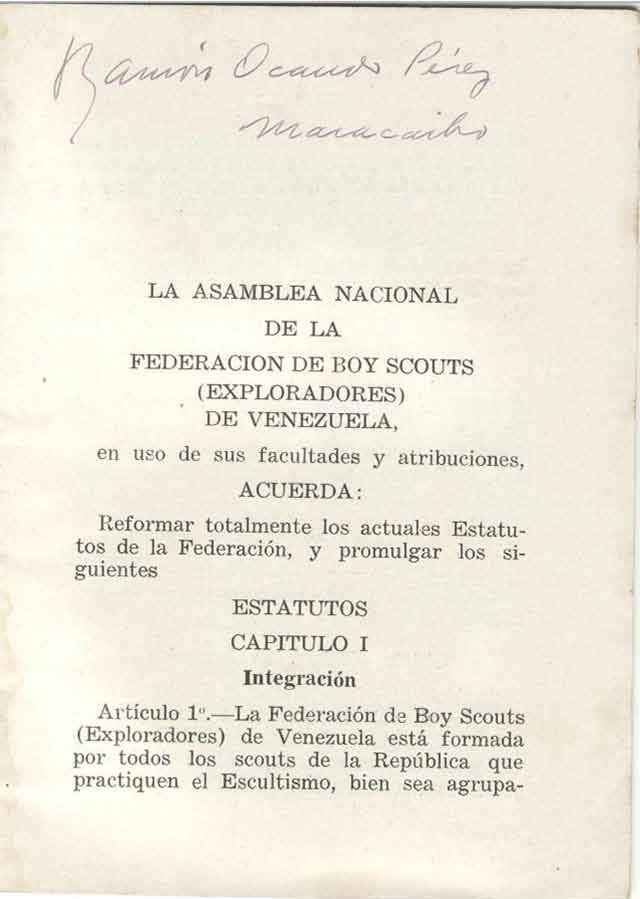 Ramón Ocando Pérez
Maracaibo
LA ASAMBLEA NACIONAL
DE LA
FEDERACION DE BOY SCOUTS
(EXPLORADORES)
DE VENEZUELA,
en uso de sus facultades y atribuciones,
ACUERDA:
Reformar totalmente los actuales Estatu-
tos de la Federación, y promulgar los si-
guientes
ESTATUTOS
CAPITULO I
Integración
Artículo 1º.—La Federación de Boy Scouts
(Exploradores) de Venezuela está formada
por todos los scouts de la República que
practiquen el Escultismo, bien sea agrupa-